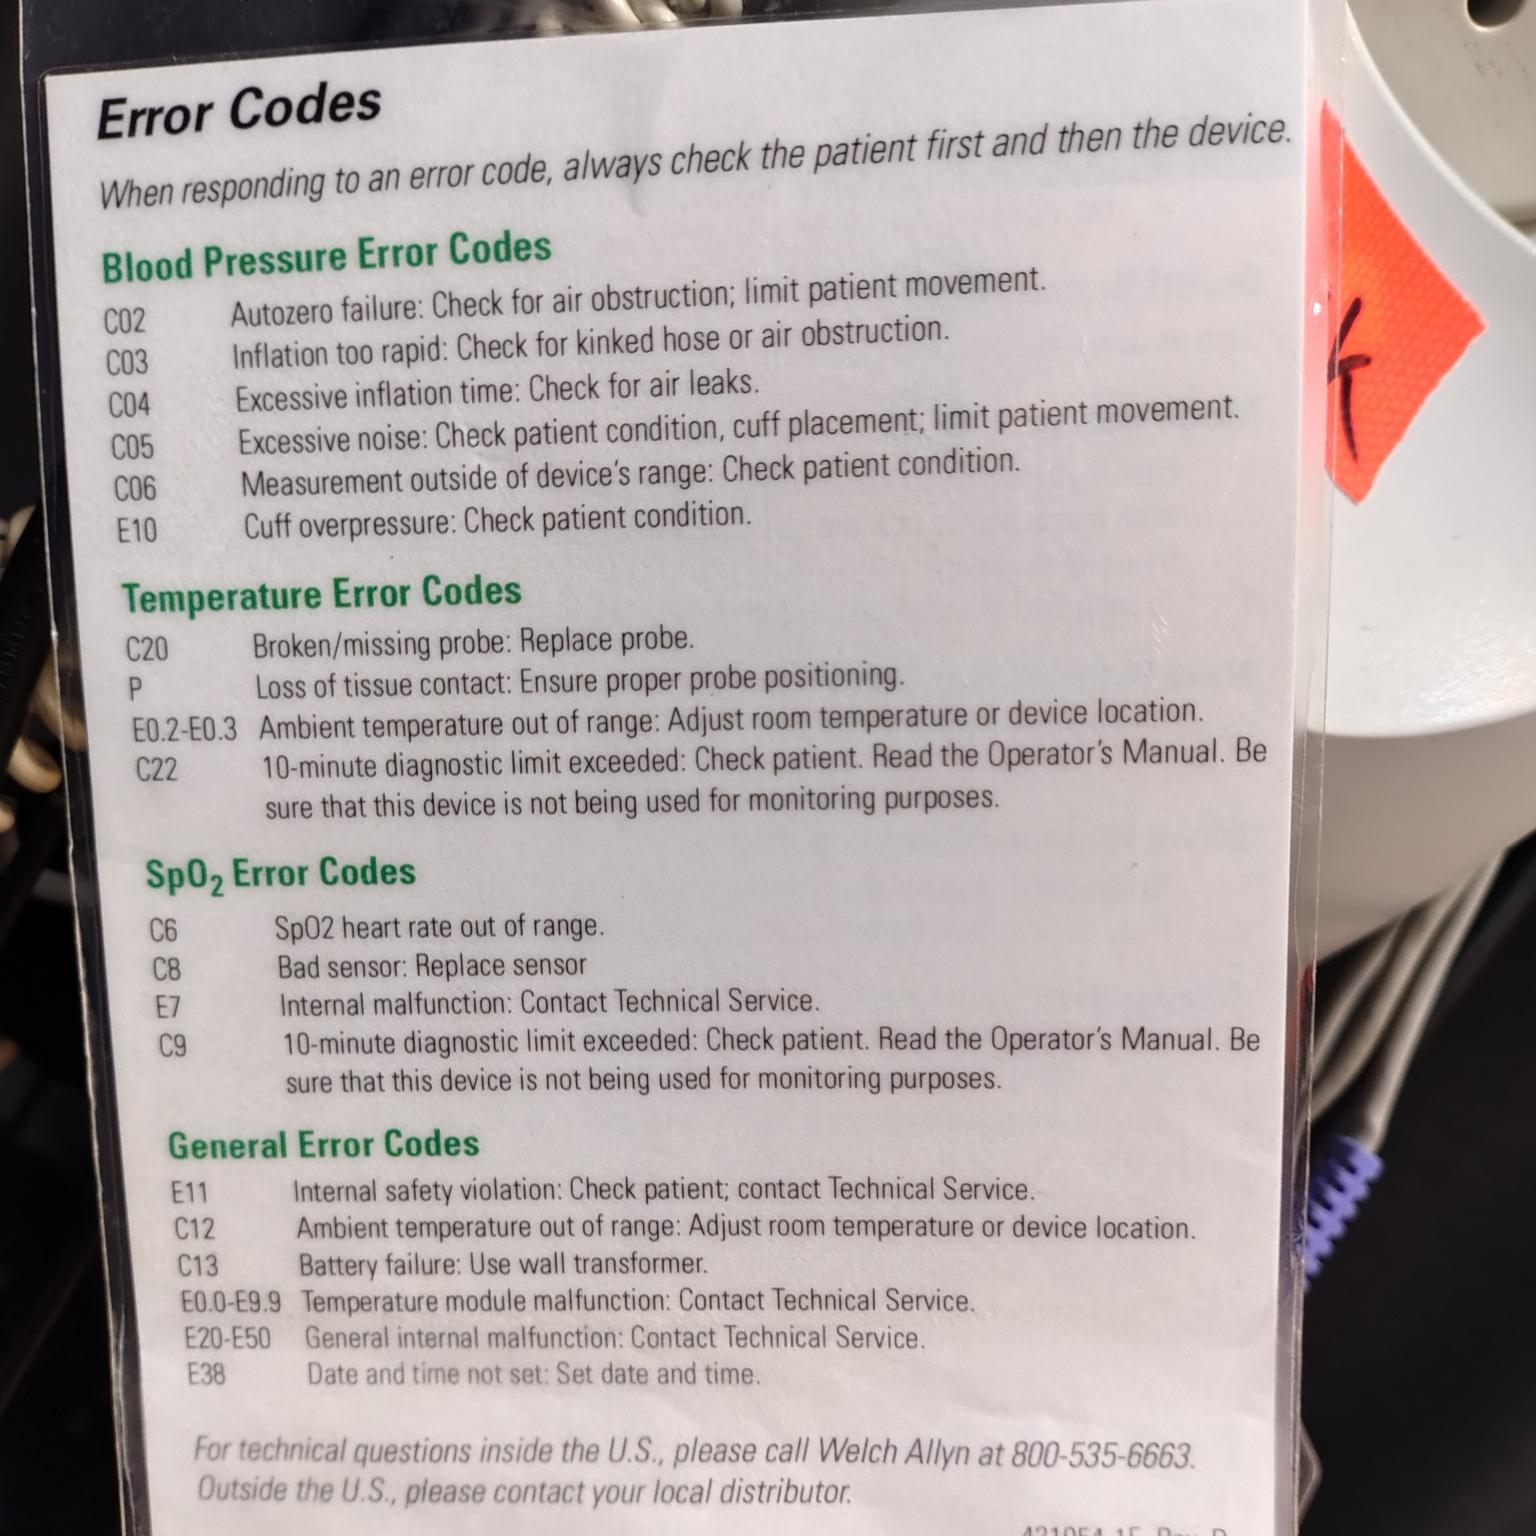 Error Codes
When responding to an error code, always check the patient first and then the device.
Blood Pressure Error Codes
C02 Autozero failure: Check for air obstruction; limit patient movement.
C03 Inflation too rapid: Check for kinked hose or air obstruction.
C04 Excessive inflation time: Check for air leaks.
C05 Excessive noise: Check patient condition, cuff placement; limit patient movement.
C06 Measurement outside of device's range: Check patient condition.
E10 Cuff overpressure: Check patient condition.
Temperature Error Codes
C20 Broken/missing probe: Replace probe.
P Loss of tissue contact: Ensure proper probe positioning.
E0.2-E0.3 Ambient temperature out of range: Adjust room temperature or device location.
C22 10-minute diagnostic limit exceeded: Check patient. Read the Operator's Manual. Be
sure that this device is not being used for monitoring purposes.
SpO₂ Error Codes
C6 SpO2 heart rate out of range.
C8 Bad sensor: Replace sensor
E7 Internal malfunction: Contact Technical Service.
C9 10-minute diagnostic limit exceeded: Check patient. Read the Operator's Manual. Be
sure that this device is not being used for monitoring purposes.
General Error Codes
E11 Internal safety violation: Check patient; contact Technical Service.
C12 Ambient temperature out of range: Adjust room temperature or device location.
C13 Battery failure: Use wall transformer.
E0.0-E9.9 Temperature module malfunction: Contact Technical Service.
E20-E50 General internal malfunction: Contact Technical Service.
E38 Date and time not set: Set date and time.
For technical questions inside the U.S., please call Welch Allyn at 800-535-6663.
Outside the U.S., please contact your local distributor.